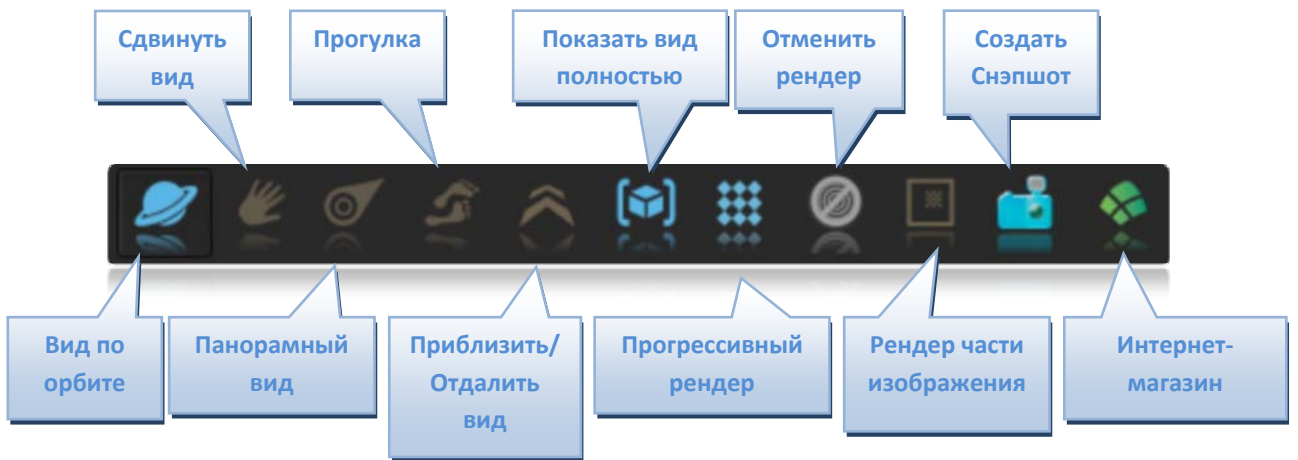 Сдвинуть
вид
Прогулка
Показать вид
полностью
Отменить
рендер
Создать
Снэпшот
Вид по
орбите
Панорамный
вид
Приблизить/
Отдалить
вид
Прогрессивный
рендер
Рендер части
изображения
Интернет-
магазин